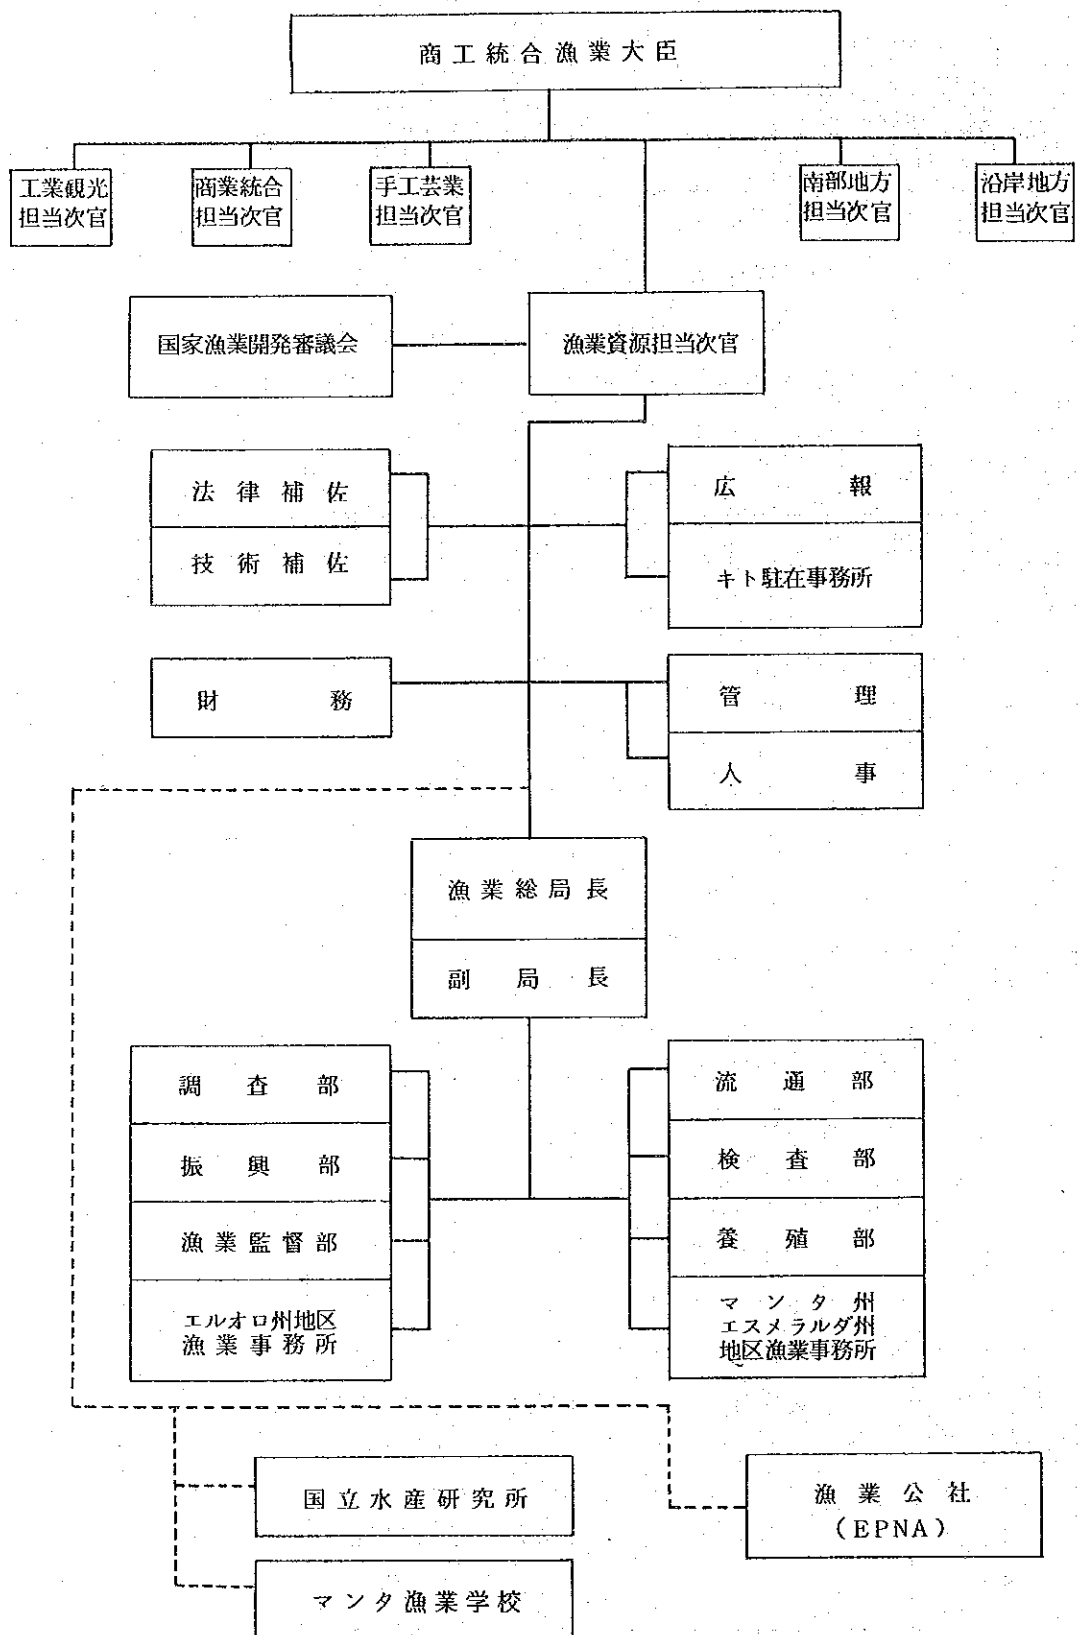 商工統合漁業大臣
工業観光
担当次官
商業統合
担当次官
手工芸業
担当次官
南部地方
担当次官
沿岸地方
担当次官
国家漁業開発審議会
漁業資源担当次官
法律補佐
技術補佐
広報
キト駐在事務所
財務
管理
人事
漁業総局長
副局長
調査部
振興部
漁業監督部
エルオロ州地区
漁業事務所
流通部
検査部
養殖部
マンタ州
エスメラルダ州
地区漁業事務所
国立水産研究所
マンタ漁業学校
漁業公社
(EPNA)